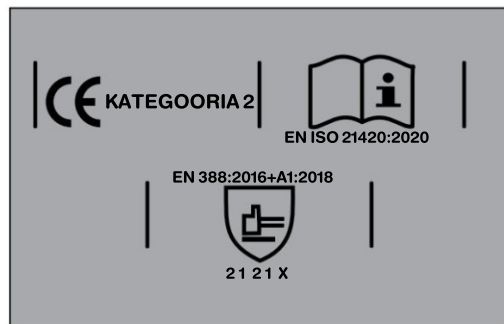 CE KATEGOORIA 2
i
EN ISO 21420:2020
EN 388:2016+A1:2018
2 1 2 1 X